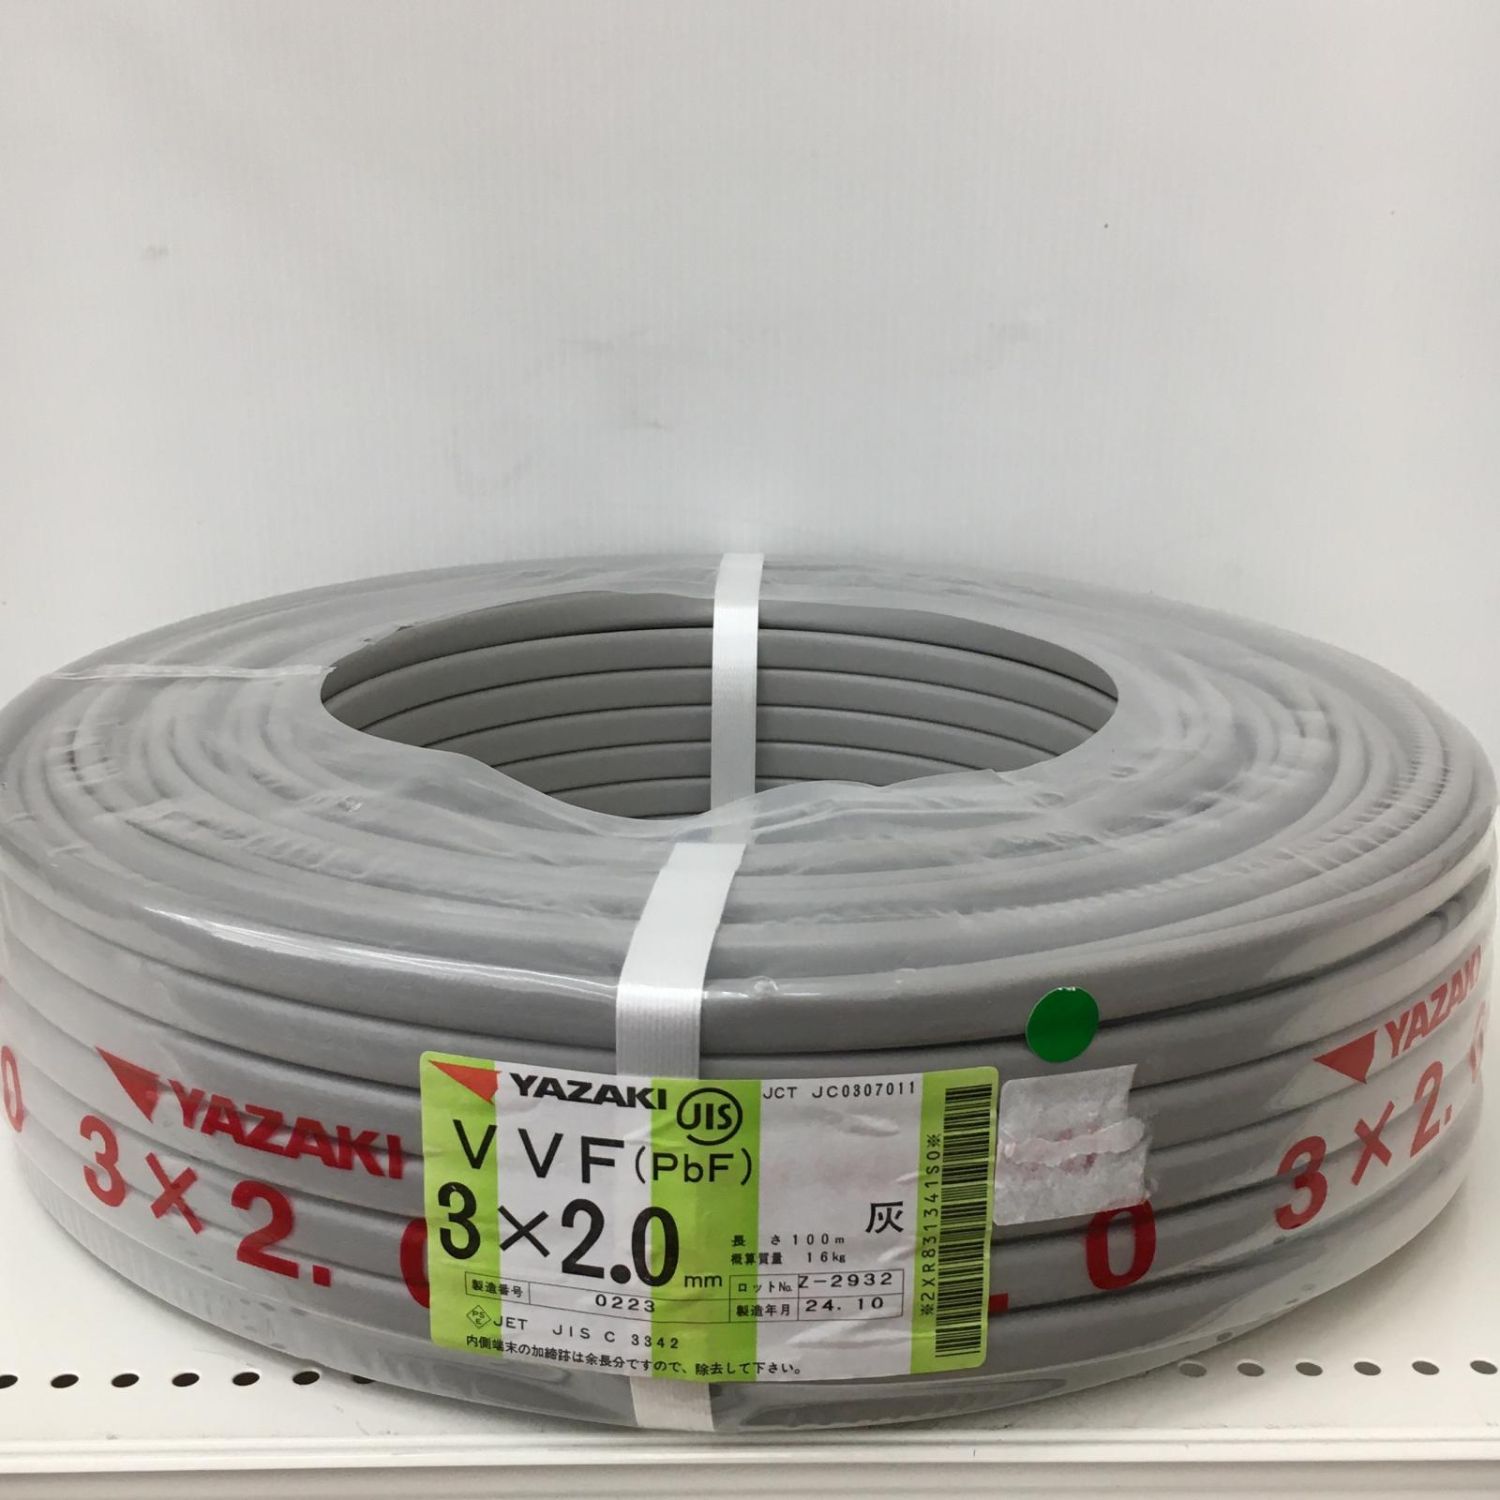 YAZAKI JIS JCT JC0307011
VVF(PbF)
3×2.0mm
灰
長さ100m
概算質量 16kg
製造番号 0223
ロットNo. Z-2932
製造年月 24.10
PSE JET JIS C 3342
内側端末の加締跡は余長分ですので、除去して下さい。
※2XR831341S0※
YAZAKI
3×2.0
YAZAKI
3×2.
0